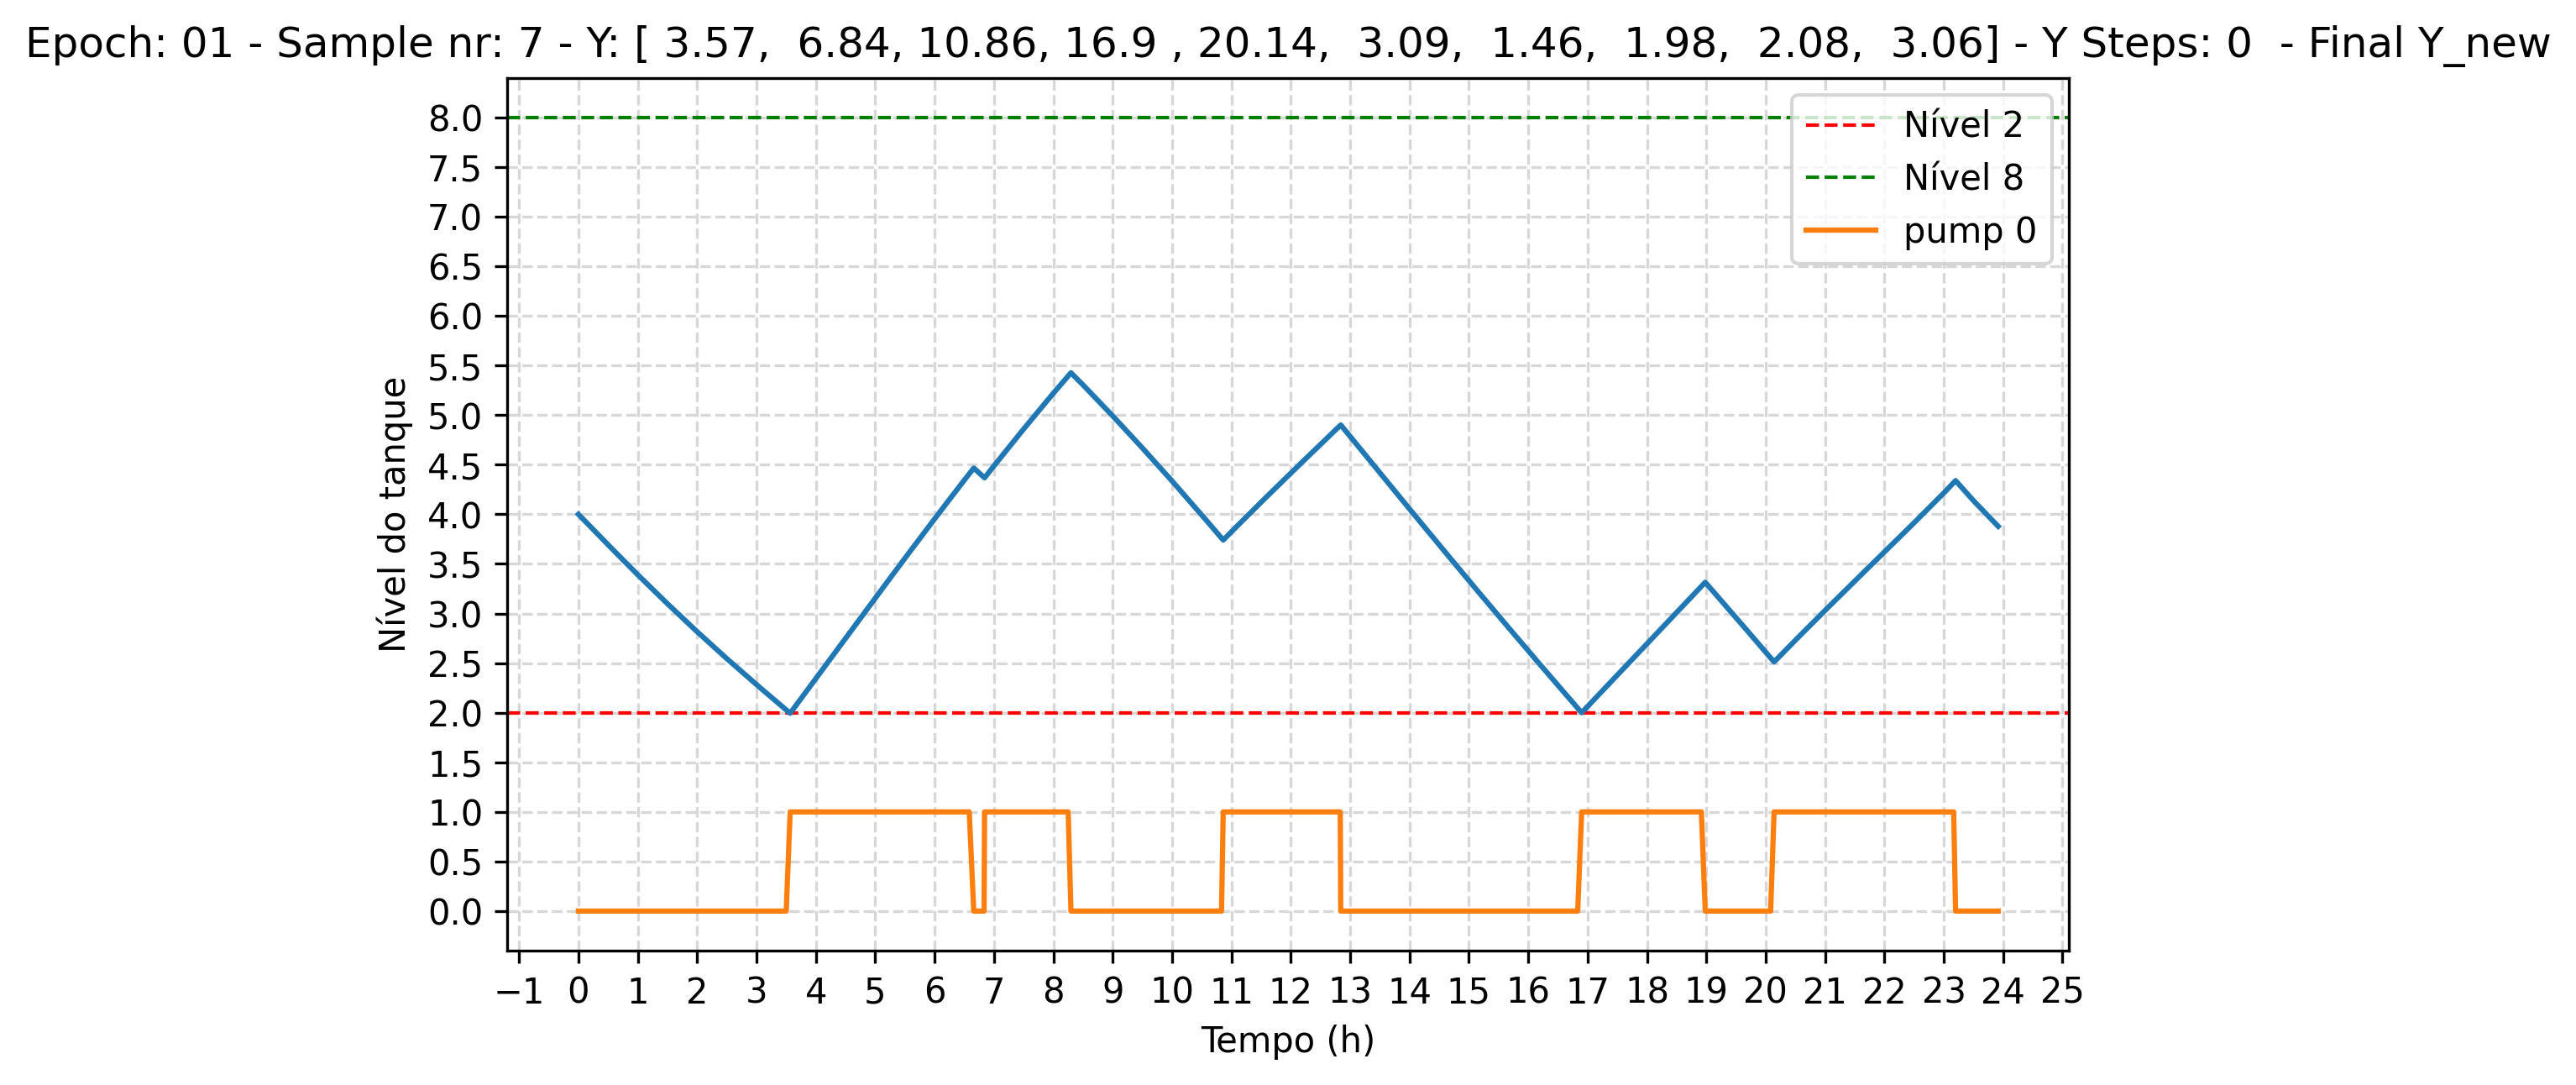 Epoch: 01 - Sample nr: 7 - Y: [ 3.57,  6.84, 10.86, 16.9 , 20.14,  3.09,  1.46,  1.98,  2.08,  3.06] - Y Steps: 0  - Final Y_new
8.0
7.5
7.0
6.5
6.0
5.5
5.0
4.5
4.0
3.5
3.0
2.5
2.0
1.5
1.0
0.5
0.0
Nível do tanque
Nível 2
Nível 8
pump 0
−1 0 1 2 3 4 5 6 7 8 9 10 11 12 13 14 15 16 17 18 19 20 21 22 23 24 25
Tempo (h)